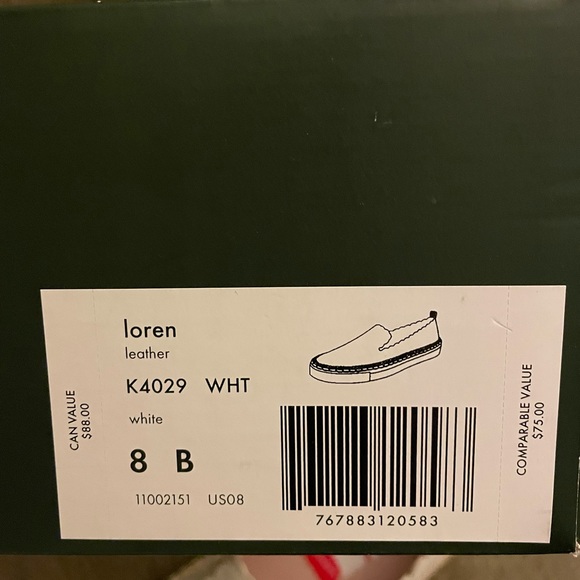 CAN VALUE
$88.00
loren
leather
K4029 WHT
white
8 B
11002151 US08
767883120583
COMPARABLE VALUE
$75.00